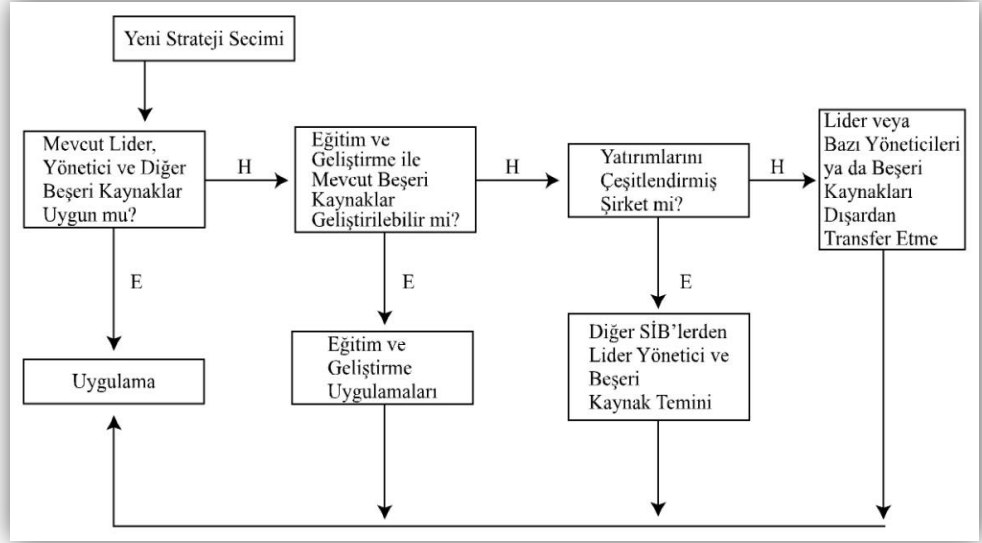 Yeni Strateji Secimi
Mevcut Lider,
Yönetici ve Diğer
Beşeri Kaynaklar
Uygun mu?
H
Eğitim ve
Geliştirme ile
Mevcut Beşeri
Kaynaklar
Geliştirilebilir mi?
H
Yatırımlarını
Çeşitlendirmiş
Şirket mi?
H
Lider veya
Bazı Yöneticileri
ya da Beşeri
Kaynakları
Dışardan
Transfer Etme
E
E
E
Uygulama
Eğitim ve
Geliştirme
Uygulamaları
Diğer SİB’lerden
Lider Yönetici ve
Beşeri
Kaynak Temini